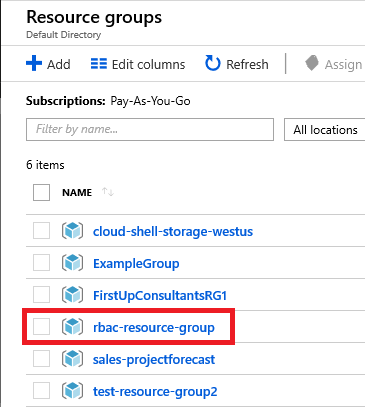 Resource groups
Default Directory
Add Edit columns Refresh Assign
Subscriptions: Pay-As-You-Go
Filter by name... All locations
6 items
NAME
cloud-shell-storage-westus
ExampleGroup
FirstUpConsultantsRG1
rbac-resource-group
sales-projectforecast
test-resource-group2